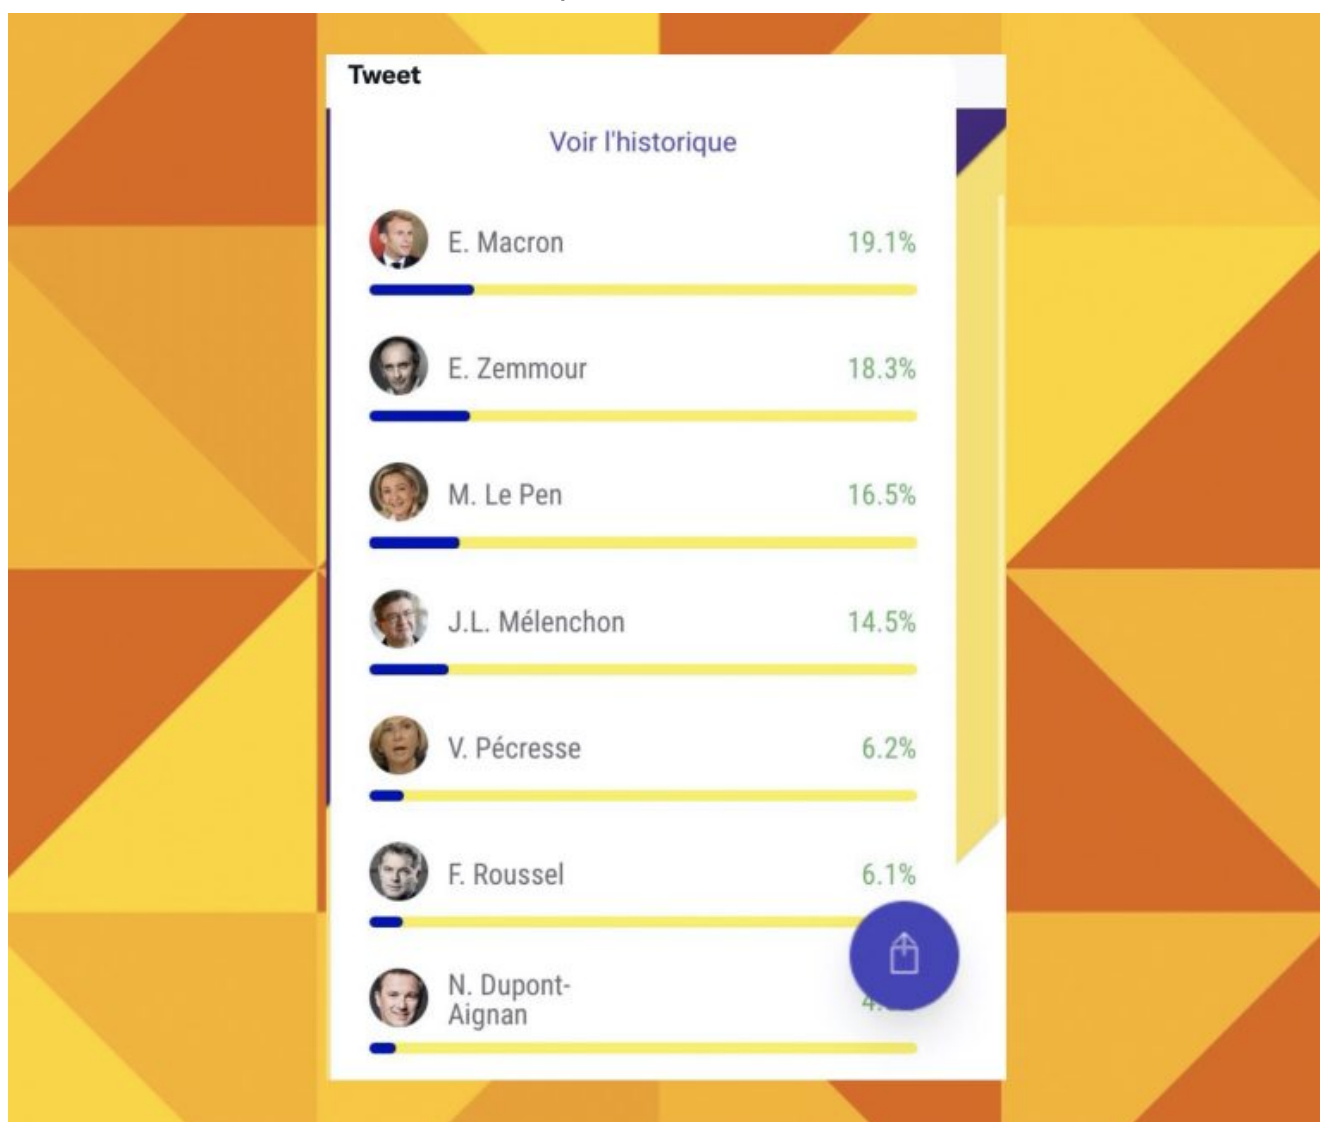 Tweet
Voir l'historique
E. Macron 19.1%
E. Zemmour 18.3%
M. Le Pen 16.5%
J.L. Mélenchon 14.5%
V. Pécresse 6.2%
F. Roussel 6.1%
N. Dupont-
Aignan